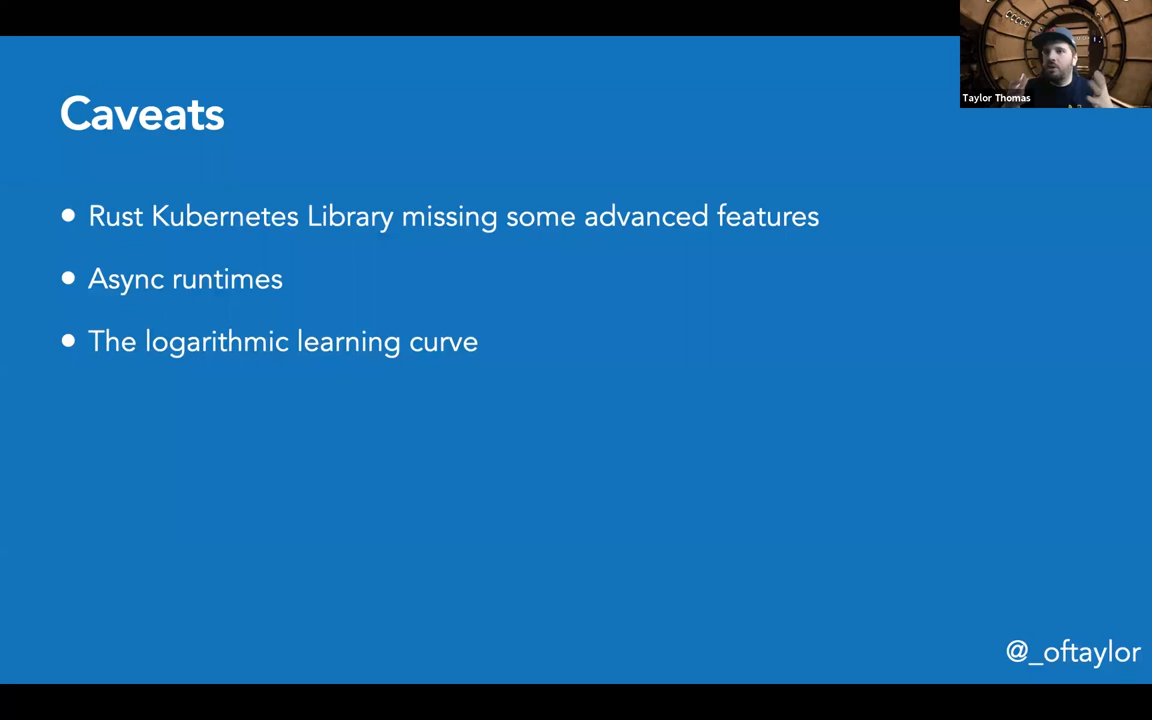 Taylor Thomas
Caveats
Rust Kubernetes Library missing some advanced features
Async runtimes
The logarithmic learning curve
@_oftaylor